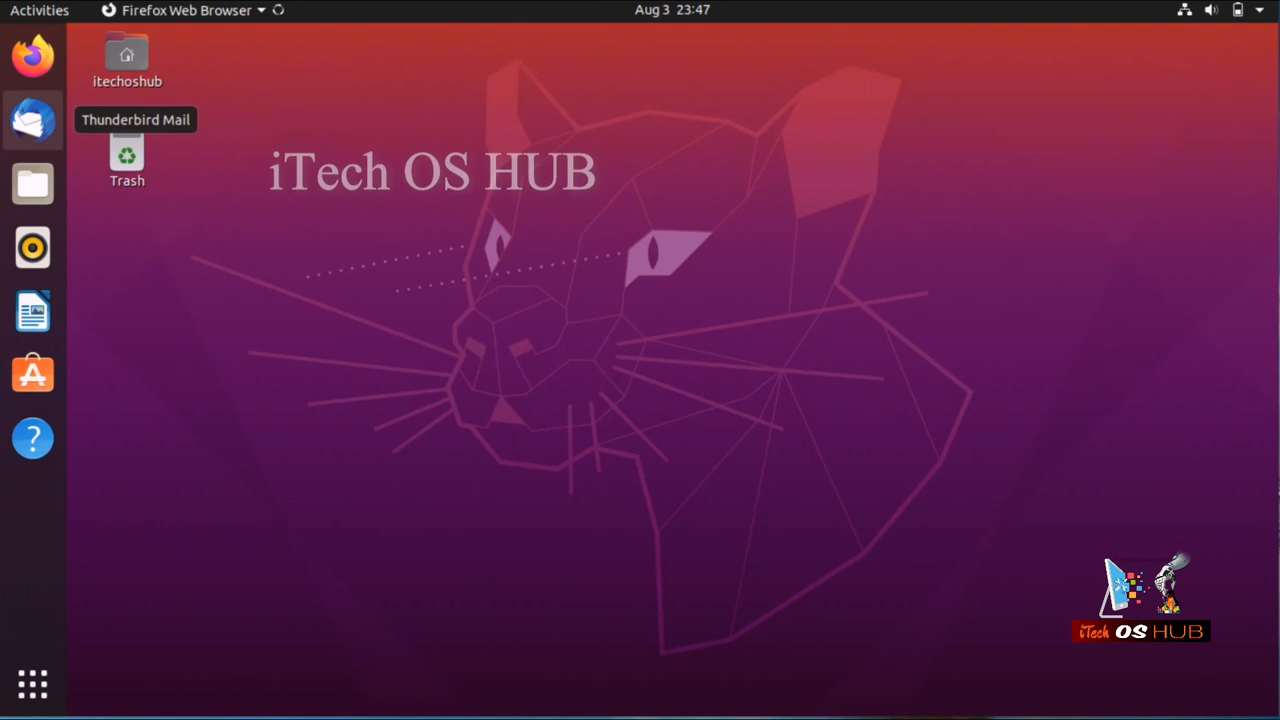 Activities
Firefox Web Browser
Aug 3 23:47
itechoshub
Thunderbird Mail
Trash
iTech OS HUB
?
iTech OS HUB